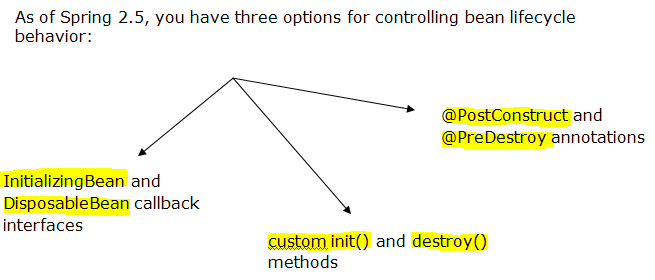 As of Spring 2.5, you have three options for controlling bean lifecycle
behavior:
@PostConstruct and
@PreDestroy annotations
InitializingBean and
DisposableBean callback
interfaces
custom init() and destroy()
methods